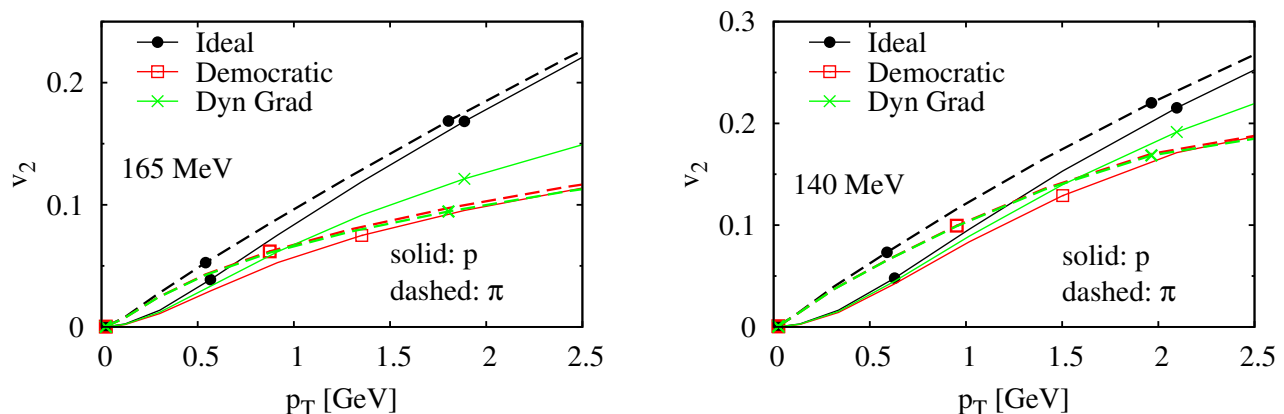 0.2
0.1
0
v2
Ideal
Democratic
Dyn Grad
165 MeV
solid: p
dashed: π
0 0.5 1 1.5 2 2.5
pT [GeV]
0.3
0.2
0.1
0
v2
Ideal
Democratic
Dyn Grad
140 MeV
solid: p
dashed: π
0 0.5 1 1.5 2 2.5
pT [GeV]